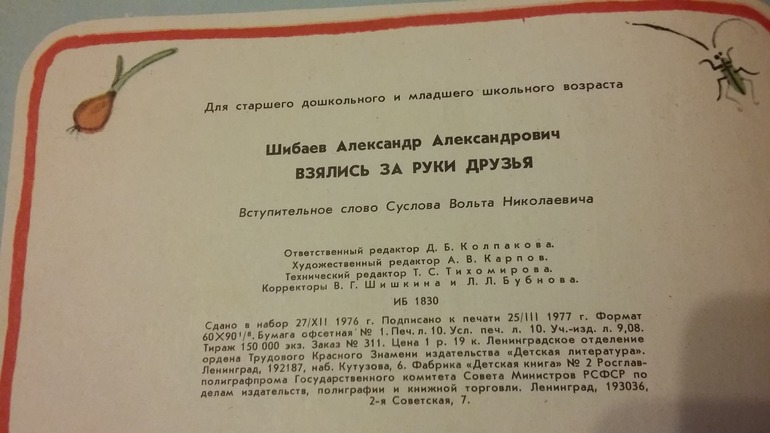 Для старшего дошкольного и младшего школьного возраста
Шибаев Александр Александрович
ВЗЯЛИСЬ ЗА РУКИ ДРУЗЬЯ
Вступительное слово Суслова Вольта Николаевича
Ответственный редактор Д. Б. Колпакова.
Художественный редактор А. В. Карпов.
Технический редактор Т. С. Тихомирова.
Корректоры В. Г. Шишкина и Л. Л. Бубнова.
ИБ 1830
Сдано в набор 27/XII 1976 г. Подписано к печати 25/III 1977 г. Формат
60×90 1/8. Бумага офсетная № 1. Печ. л. 10. Усл. печ. л. 10. Уч.-изд. л. 9,08.
Тираж 150 000 экз. Заказ № 311. Цена 1 р. 19 к. Ленинградское отделение
ордена Трудового Красного Знамени издательства «Детская литература».
Ленинград, 192187, наб. Кутузова, 6. Фабрика «Детская книга» № 2 Росглав-
полиграфпрома Государственного комитета Совета Министров РСФСР по
делам издательств, полиграфии и книжной торговли. Ленинград, 193036,
2-я Советская, 7.